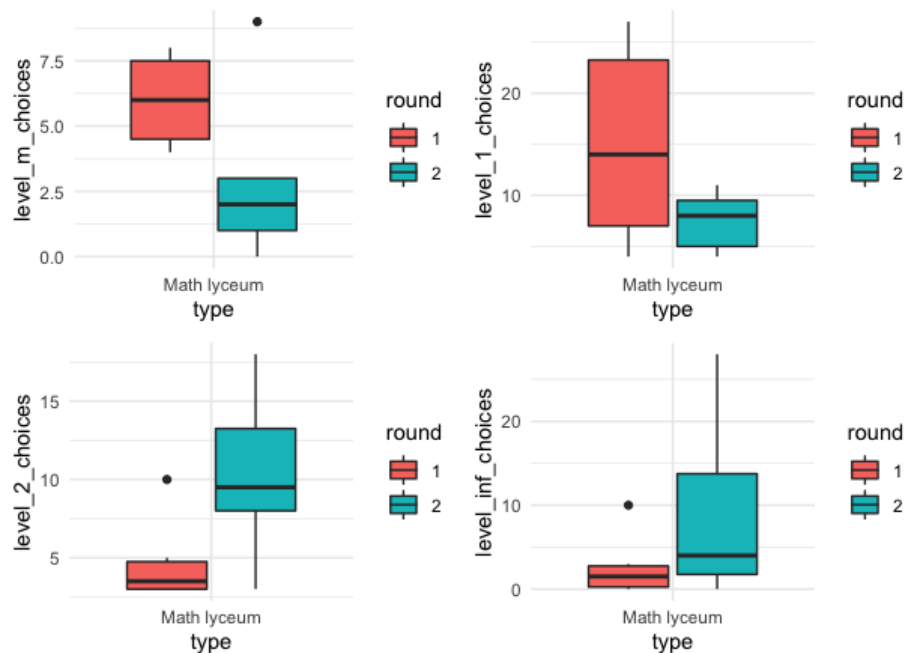 level_m_choices
7.5
5.0
2.5
0.0
Math lyceum
type
round
1
2
level_1_choices
20
10
Math lyceum
type
round
1
2
level_2_choices
15
10
5
Math lyceum
type
round
1
2
level_inf_choices
20
10
0
Math lyceum
type
round
1
2